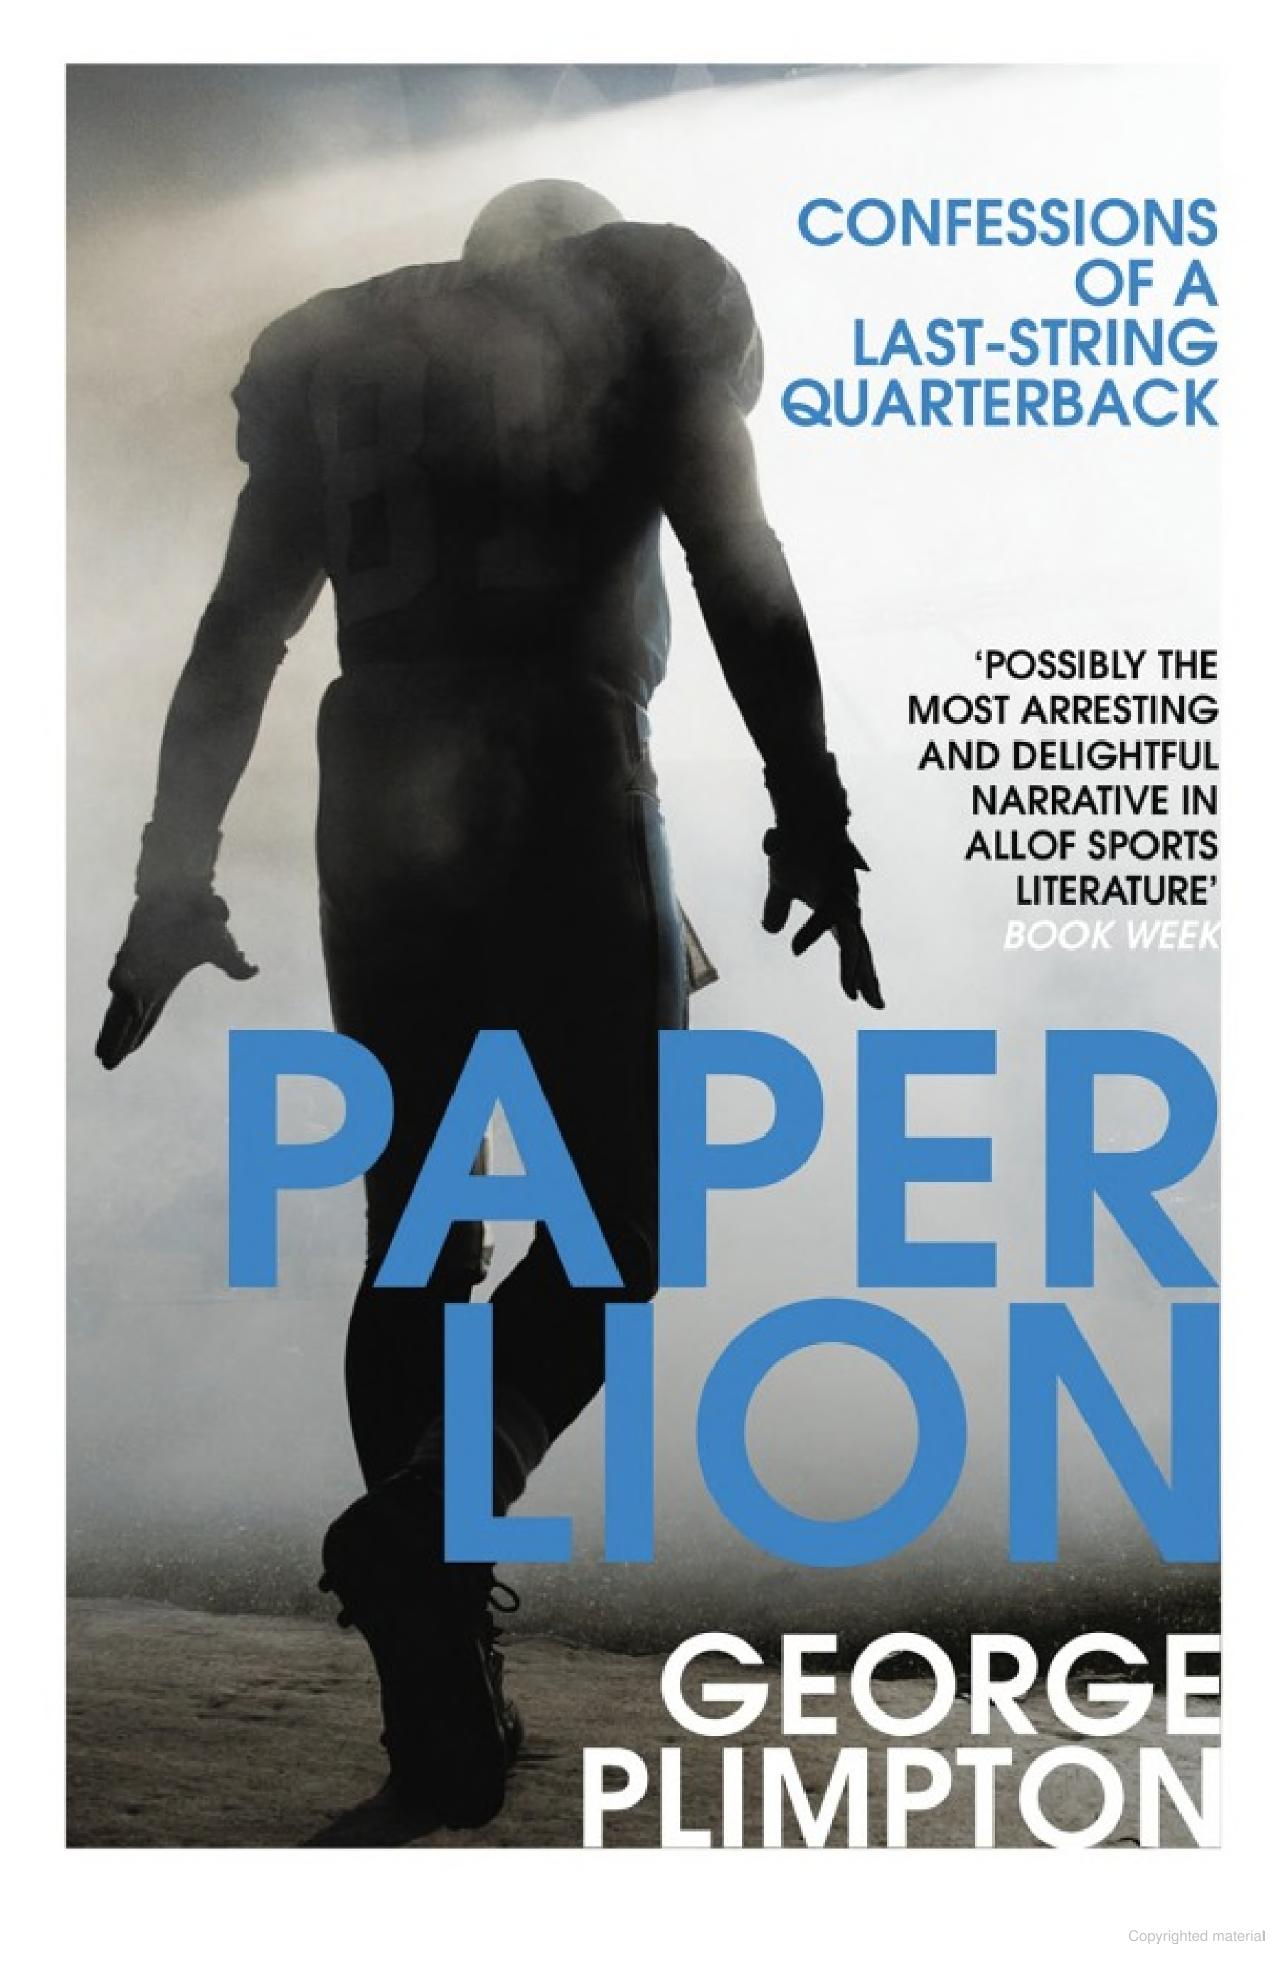 CONFESSIONS
OF A
LAST-STRING
QUARTERBACK
81
‘POSSIBLY THE
MOST ARRESTING
AND DELIGHTFUL
NARRATIVE IN
ALLOF SPORTS
LITERATURE’
BOOK WEEK
PAPER
LION
GEORGE
PLIMPTON
Copyrighted material